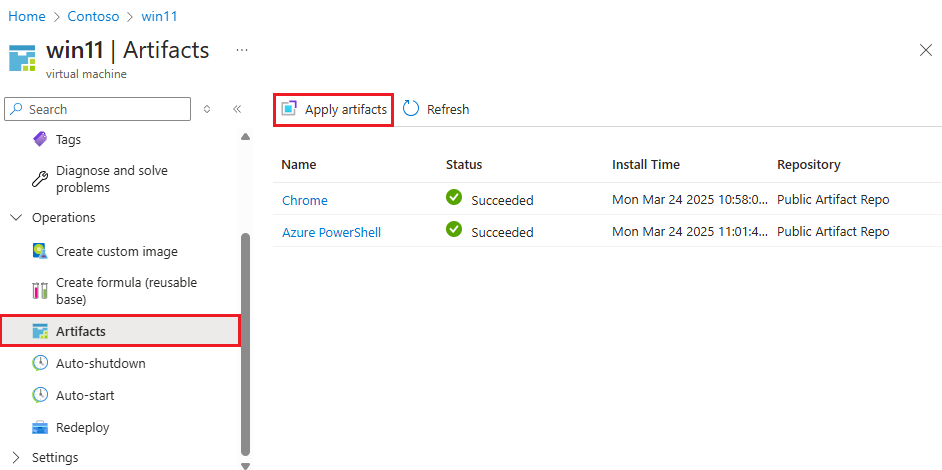 Home > Contoso > win11
win11 | Artifacts ...
virtual machine
Search
Tags
Diagnose and solve
problems
Operations
Create custom image
Create formula (reusable
base)
Artifacts
Auto-shutdown
Auto-start
Redeploy
Settings
Apply artifacts Refresh
Name Status Install Time Repository
Chrome Succeeded Mon Mar 24 2025 10:58:0... Public Artifact Repo
Azure PowerShell Succeeded Mon Mar 24 2025 11:01:4... Public Artifact Repo